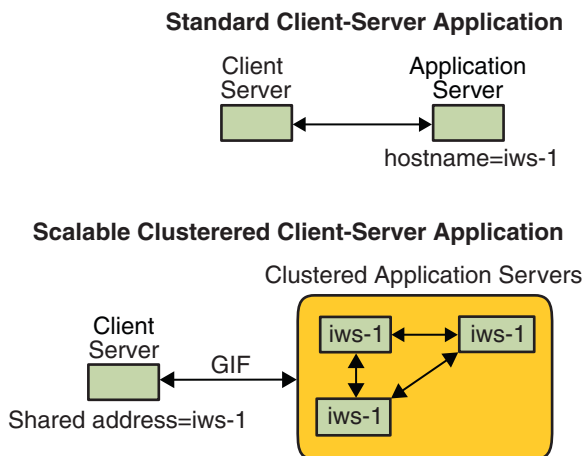 Standard Client-Server Application
Client
Server
Application
Server
hostname=iws-1
Scalable Clusterered Client-Server Application
Clustered Application Servers
Client
Server
GIF
Shared address=iws-1
iws-1
iws-1
iws-1